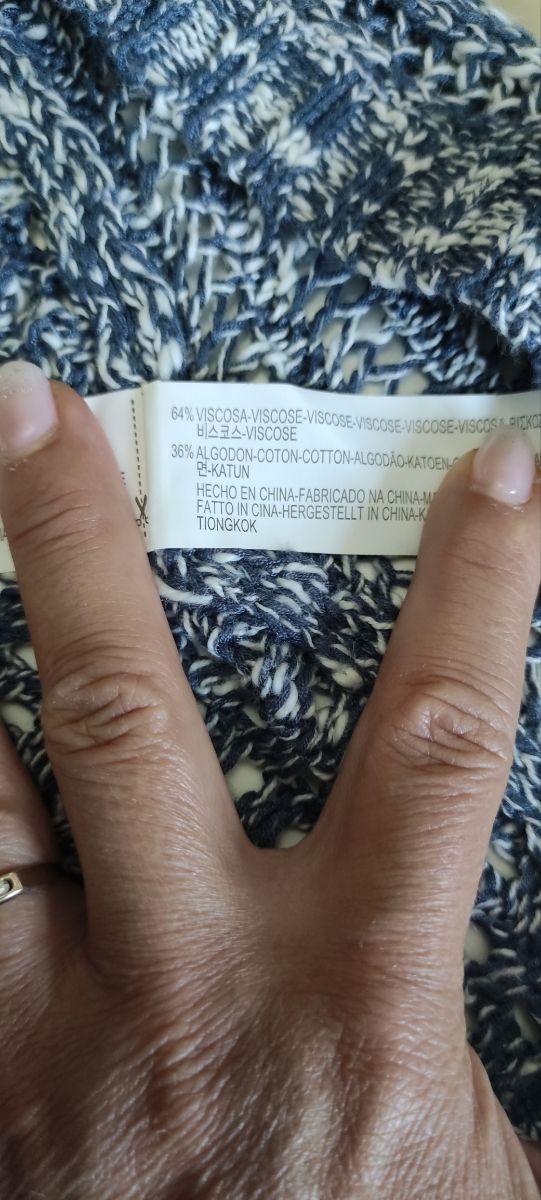 64% VISCOSA-VISCOSE-VISCOSE-VISCOSE-VISCOSE-VISCOSA
비스코스-VISCOSE
36% ALGODON-COTON-COTTON-ALGODÃO-KATOEN-
면-KATUN
HECHO EN CHINA-FABRICADO NA CHINA-
FATTO IN CINA-HERGESTELLT IN CHINA-
TIONGKOK